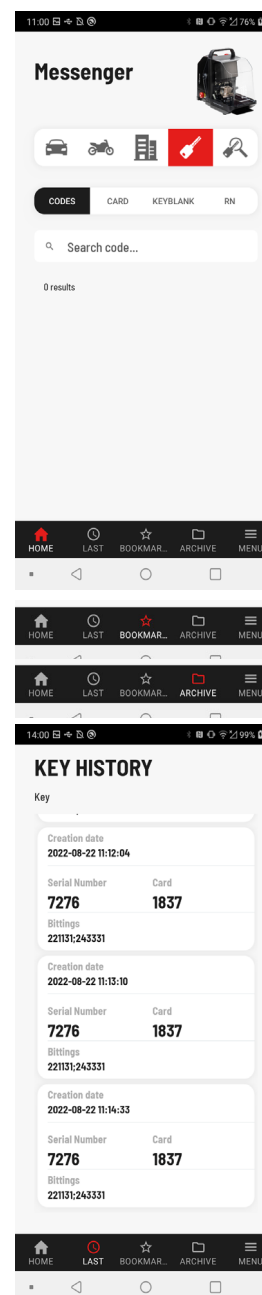 11:00 76%
Messenger
CODES CARD KEYBLANK RN
Search code...
0 results
HOME LAST BOOKMAR... ARCHIVE MENU
HOME LAST BOOKMAR... ARCHIVE MENU
HOME LAST BOOKMAR... ARCHIVE MENU
14:00 99%
KEY HISTORY
Key
Creation date
2022-08-22 11:12:04
Serial Number Card
7276 1837
Bittings
221131;243331
Creation date
2022-08-22 11:13:10
Serial Number Card
7276 1837
Bittings
221131;243331
Creation date
2022-08-22 11:14:33
Serial Number Card
7276 1837
Bittings
221131;243331
HOME LAST BOOKMAR... ARCHIVE MENU